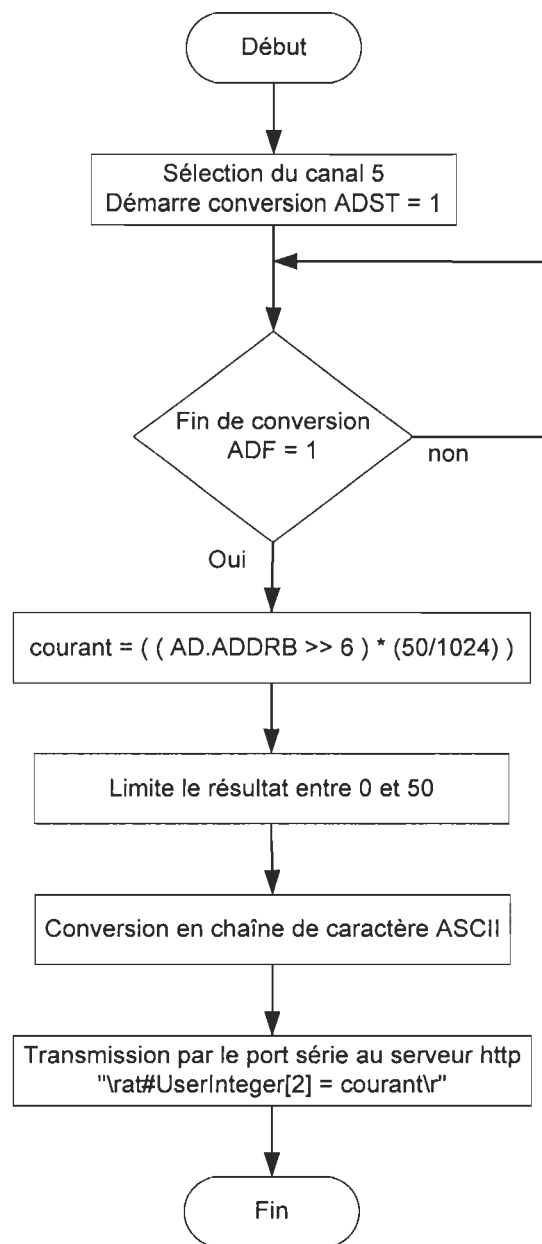 Début
Sélection du canal 5
Démarre conversion ADST = 1
Fin de conversion
ADF = 1
non
Oui
courant = ( ( AD.ADDRB >> 6 ) * (50/1024) )
Limite le résultat entre 0 et 50
Conversion en chaîne de caractère ASCII
Transmission par le port série au serveur http
"\rat#UserInteger[2] = courant\r"
Fin